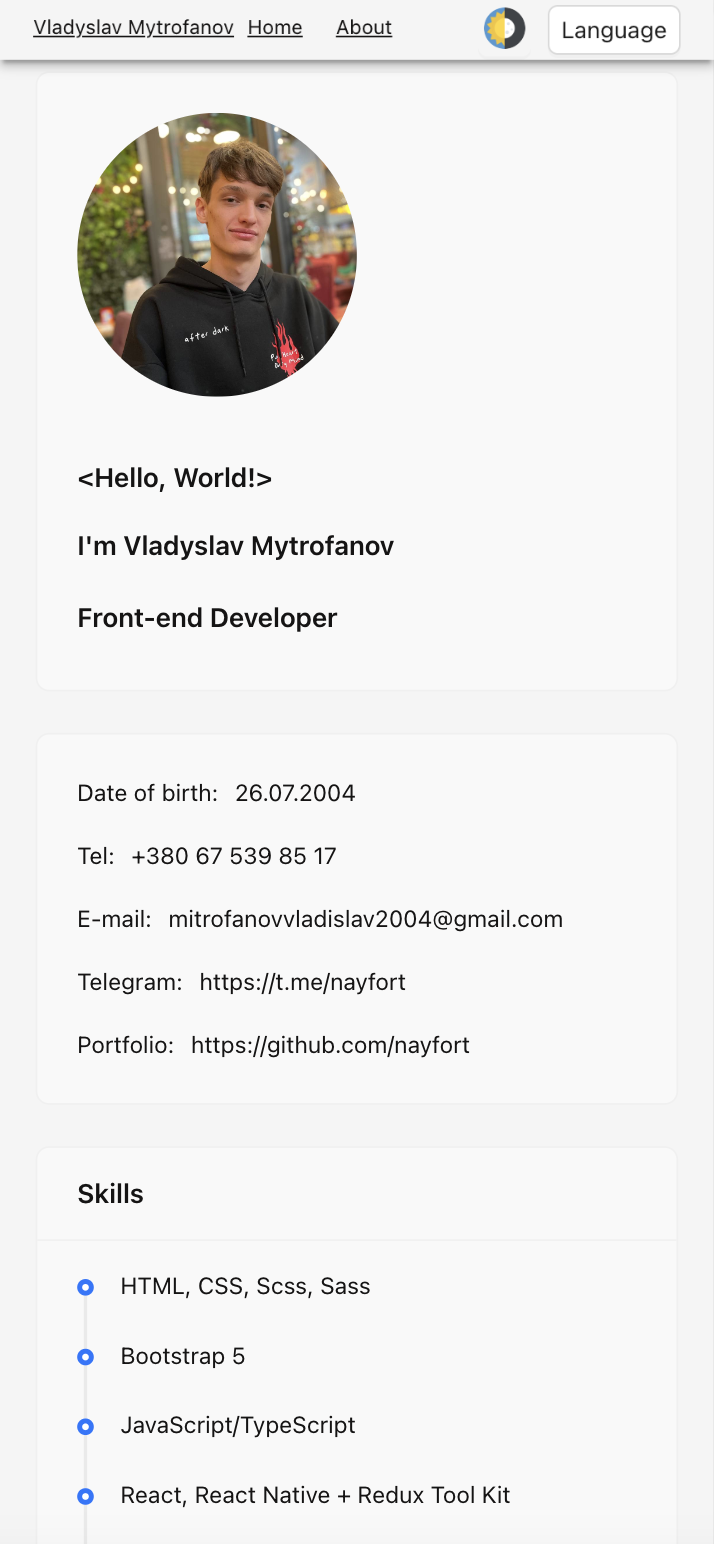 Vladyslav Mytrofanov Home About Language
after dark
<Hello, World!>
I'm Vladyslav Mytrofanov
Front-end Developer
Date of birth: 26.07.2004
Tel: +380 67 539 85 17
E-mail: mitrofanovvladislav2004@gmail.com
Telegram: https://t.me/nayfort
Portfolio: https://github.com/nayfort
Skills
HTML, CSS, Scss, Sass
Bootstrap 5
JavaScript/TypeScript
React, React Native + Redux Tool Kit